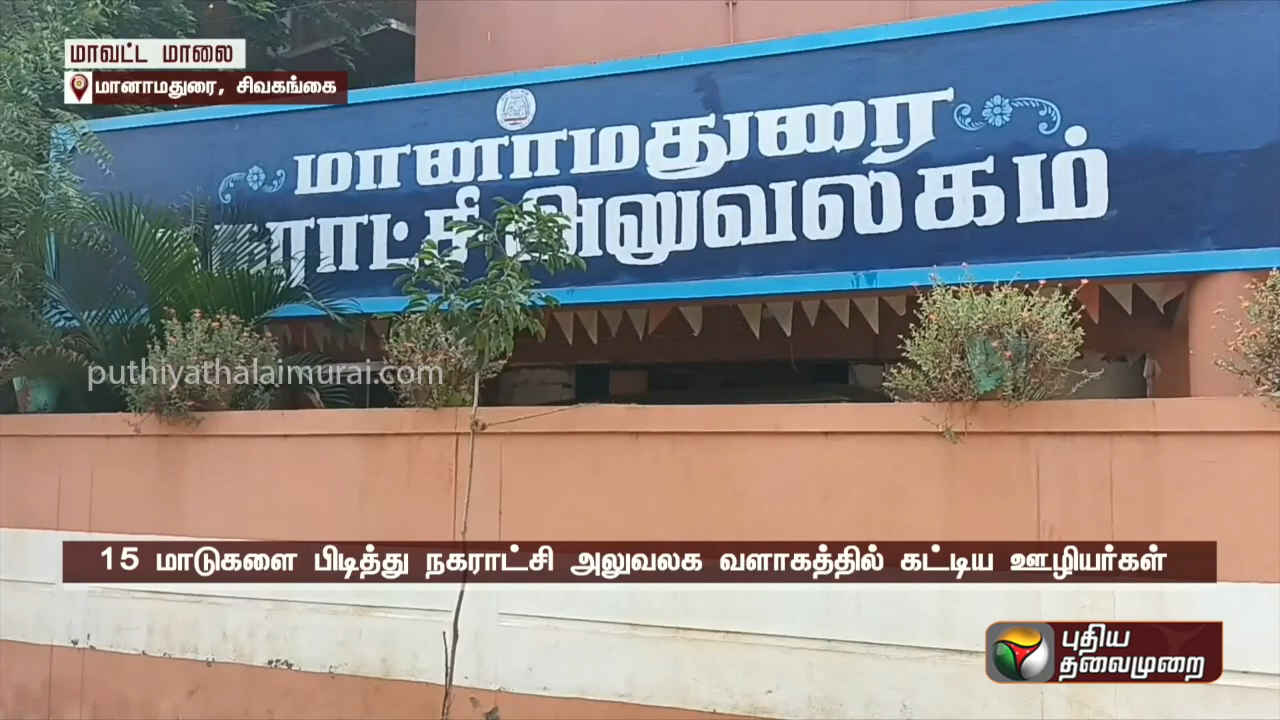 மாவட்ட மாலை
மானாமதுரை, சிவகங்கை
மானாமதுரை
அலுவலகம்
puthiyathalaimurai.com
15 மாடுகளை பிடித்து நகராட்சி அலுவலக வளாகத்தில் கட்டிய ஊழியர்கள்
புதிய
தலைமுறை